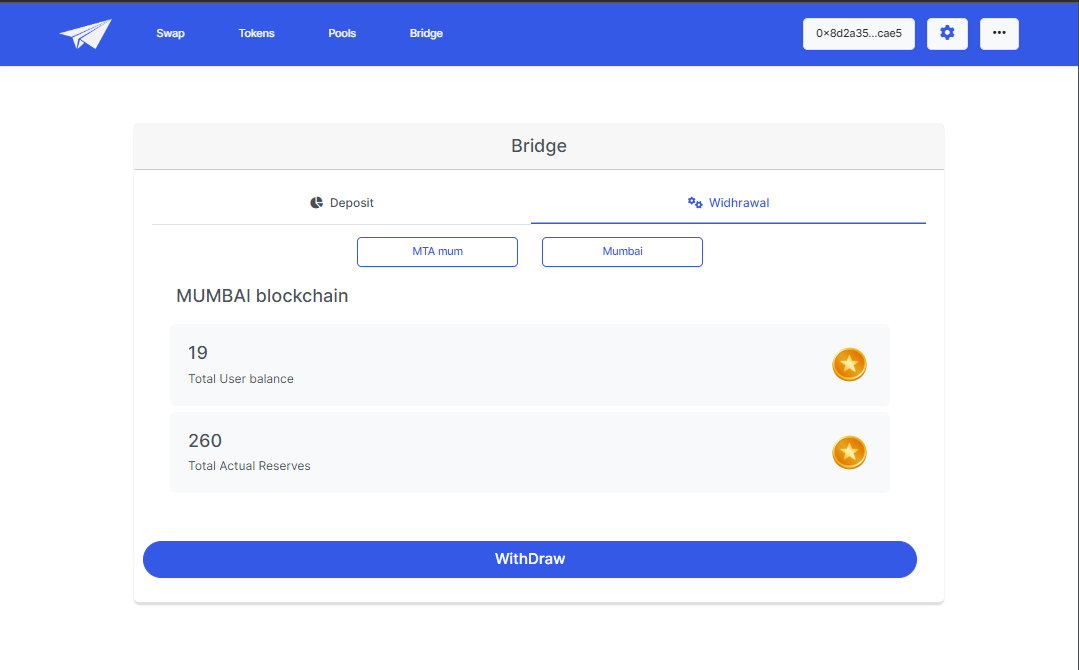 Swap Tokens Pools Bridge 0×8d2a35...cae5
Bridge
Deposit Widhrawal
MTA mum Mumbai
MUMBAI blockchain
19
Total User balance
260
Total Actual Reserves
WithDraw